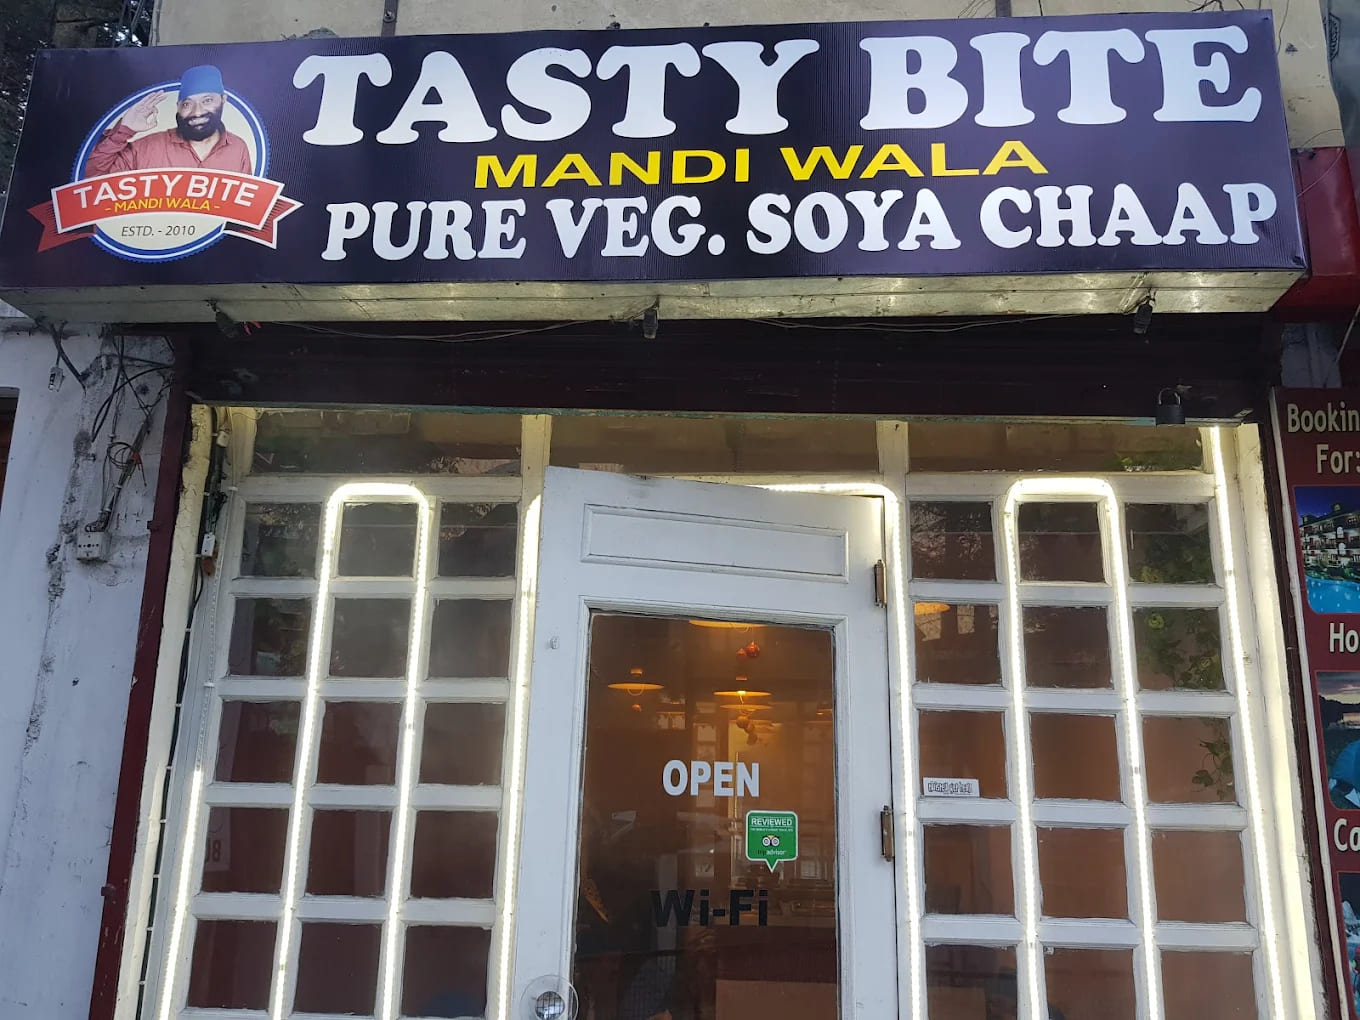 TASTY BITE
MANDI WALA
PURE VEG. SOYA CHAAP
TASTY BITE
- MANDI WALA -
ESTD. - 2010
OPEN
REVIEWED
tripadvisor
Wi-Fi
Bookin
For:
Ho
Ca